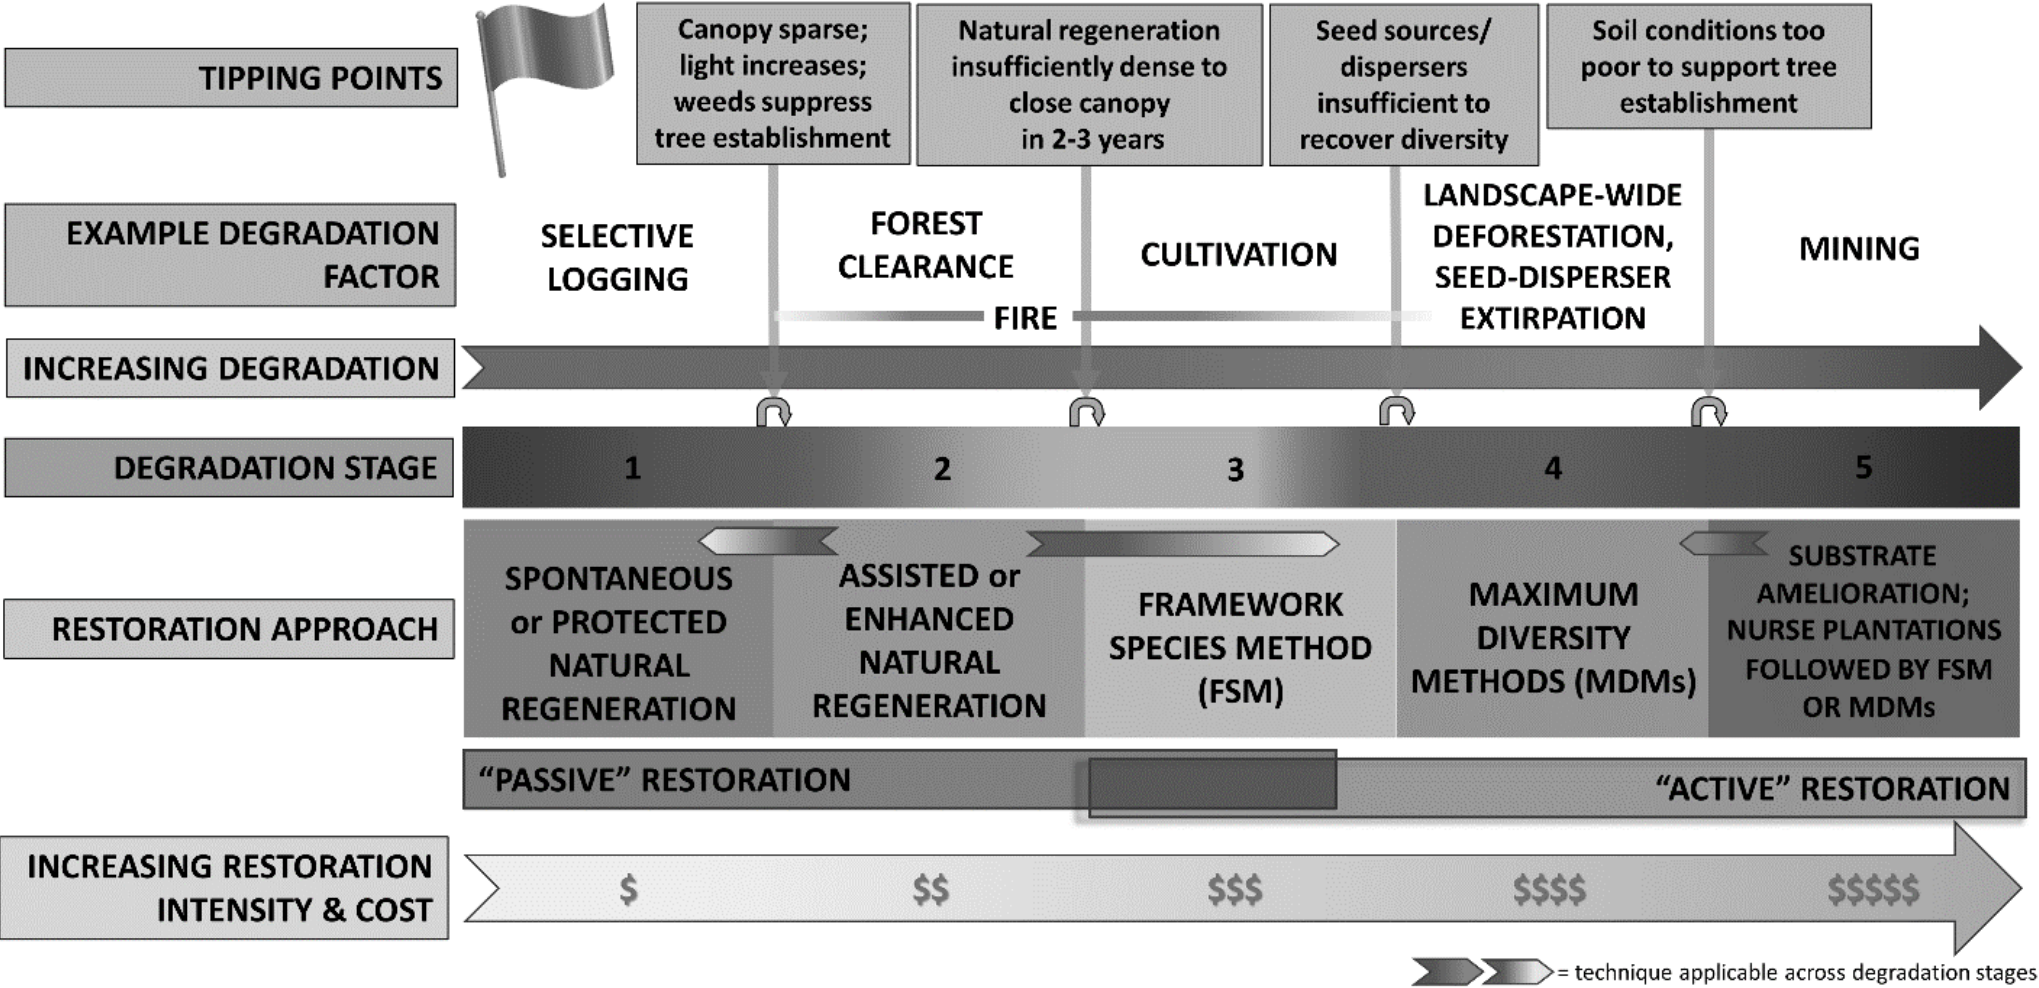 TIPPING POINTS
Canopy sparse;
light increases;
weeds suppress
tree establishment
Natural regeneration
insufficiently dense to
close canopy
in 2-3 years
Seed sources/
dispersers
insufficient to
recover diversity
Soil conditions too
poor to support tree
establishment
EXAMPLE DEGRADATION
FACTOR
SELECTIVE
LOGGING
FOREST
CLEARANCE
FIRE
CULTIVATION
LANDSCAPE-WIDE
DEFORESTATION,
SEED-DISPERSER
EXTIRPATION
MINING
INCREASING DEGRADATION
DEGRADATION STAGE
1
2
3
4
5
RESTORATION APPROACH
SPONTANEOUS
or PROTECTED
NATURAL
REGENERATION
ASSISTED or
ENHANCED
NATURAL
REGENERATION
FRAMEWORK
SPECIES METHOD
(FSM)
MAXIMUM
DIVERSITY
METHODS (MDMs)
SUBSTRATE
AMELIORATION;
NURSE PLANTATIONS
FOLLOWED BY FSM
OR MDMs
“PASSIVE” RESTORATION
“ACTIVE” RESTORATION
INCREASING RESTORATION
INTENSITY & COST
$
$$
$$$
$$$$
$$$$$
= technique applicable across degradation stages